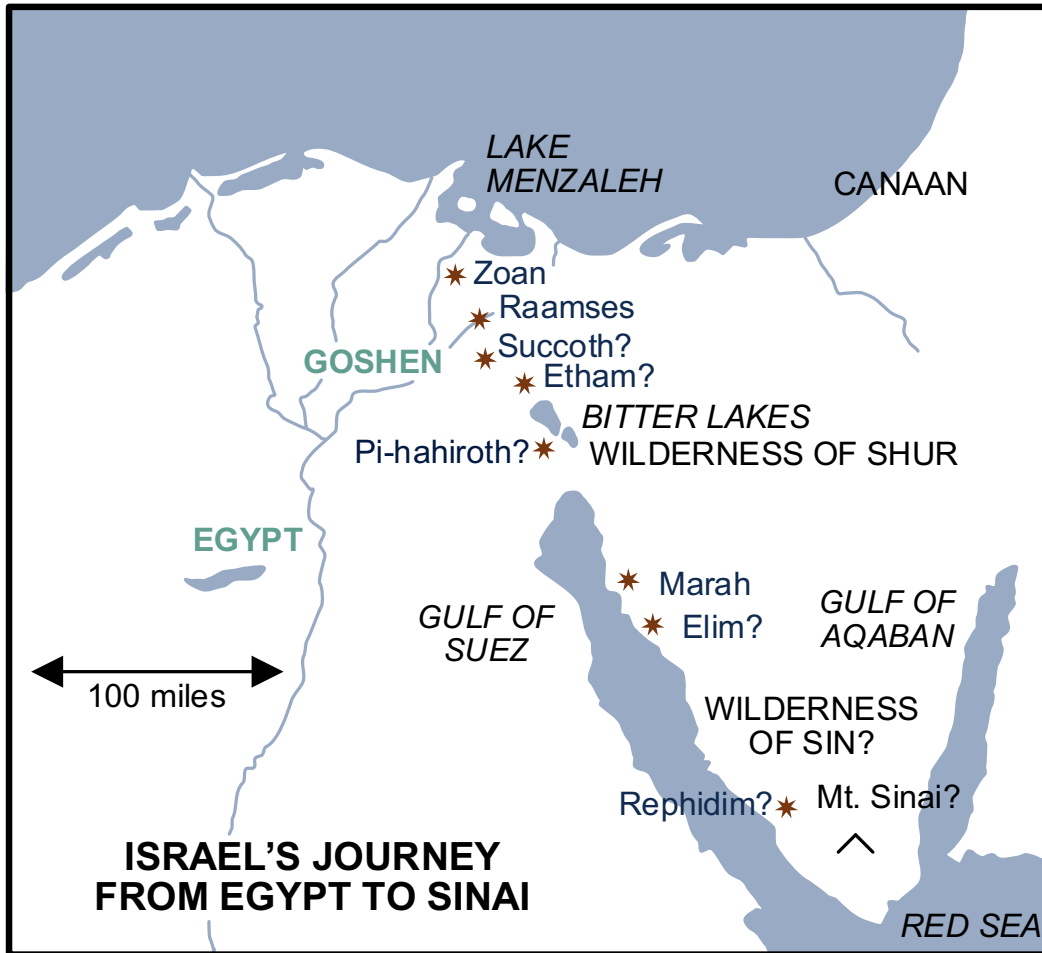 LAKE
MENZALEH
CANAAN
Zoan
Raamses
Succoth?
GOSHEN
Etham?
BITTER LAKES
Pi-hahiroth?
WILDERNESS OF SHUR
EGYPT
Marah
GULF OF
SUEZ
Elim?
GULF OF
AQABAN
100 miles
WILDERNESS
OF SIN?
Rephidim?
Mt. Sinai?
ISRAEL’S JOURNEY
FROM EGYPT TO SINAI
RED SEA